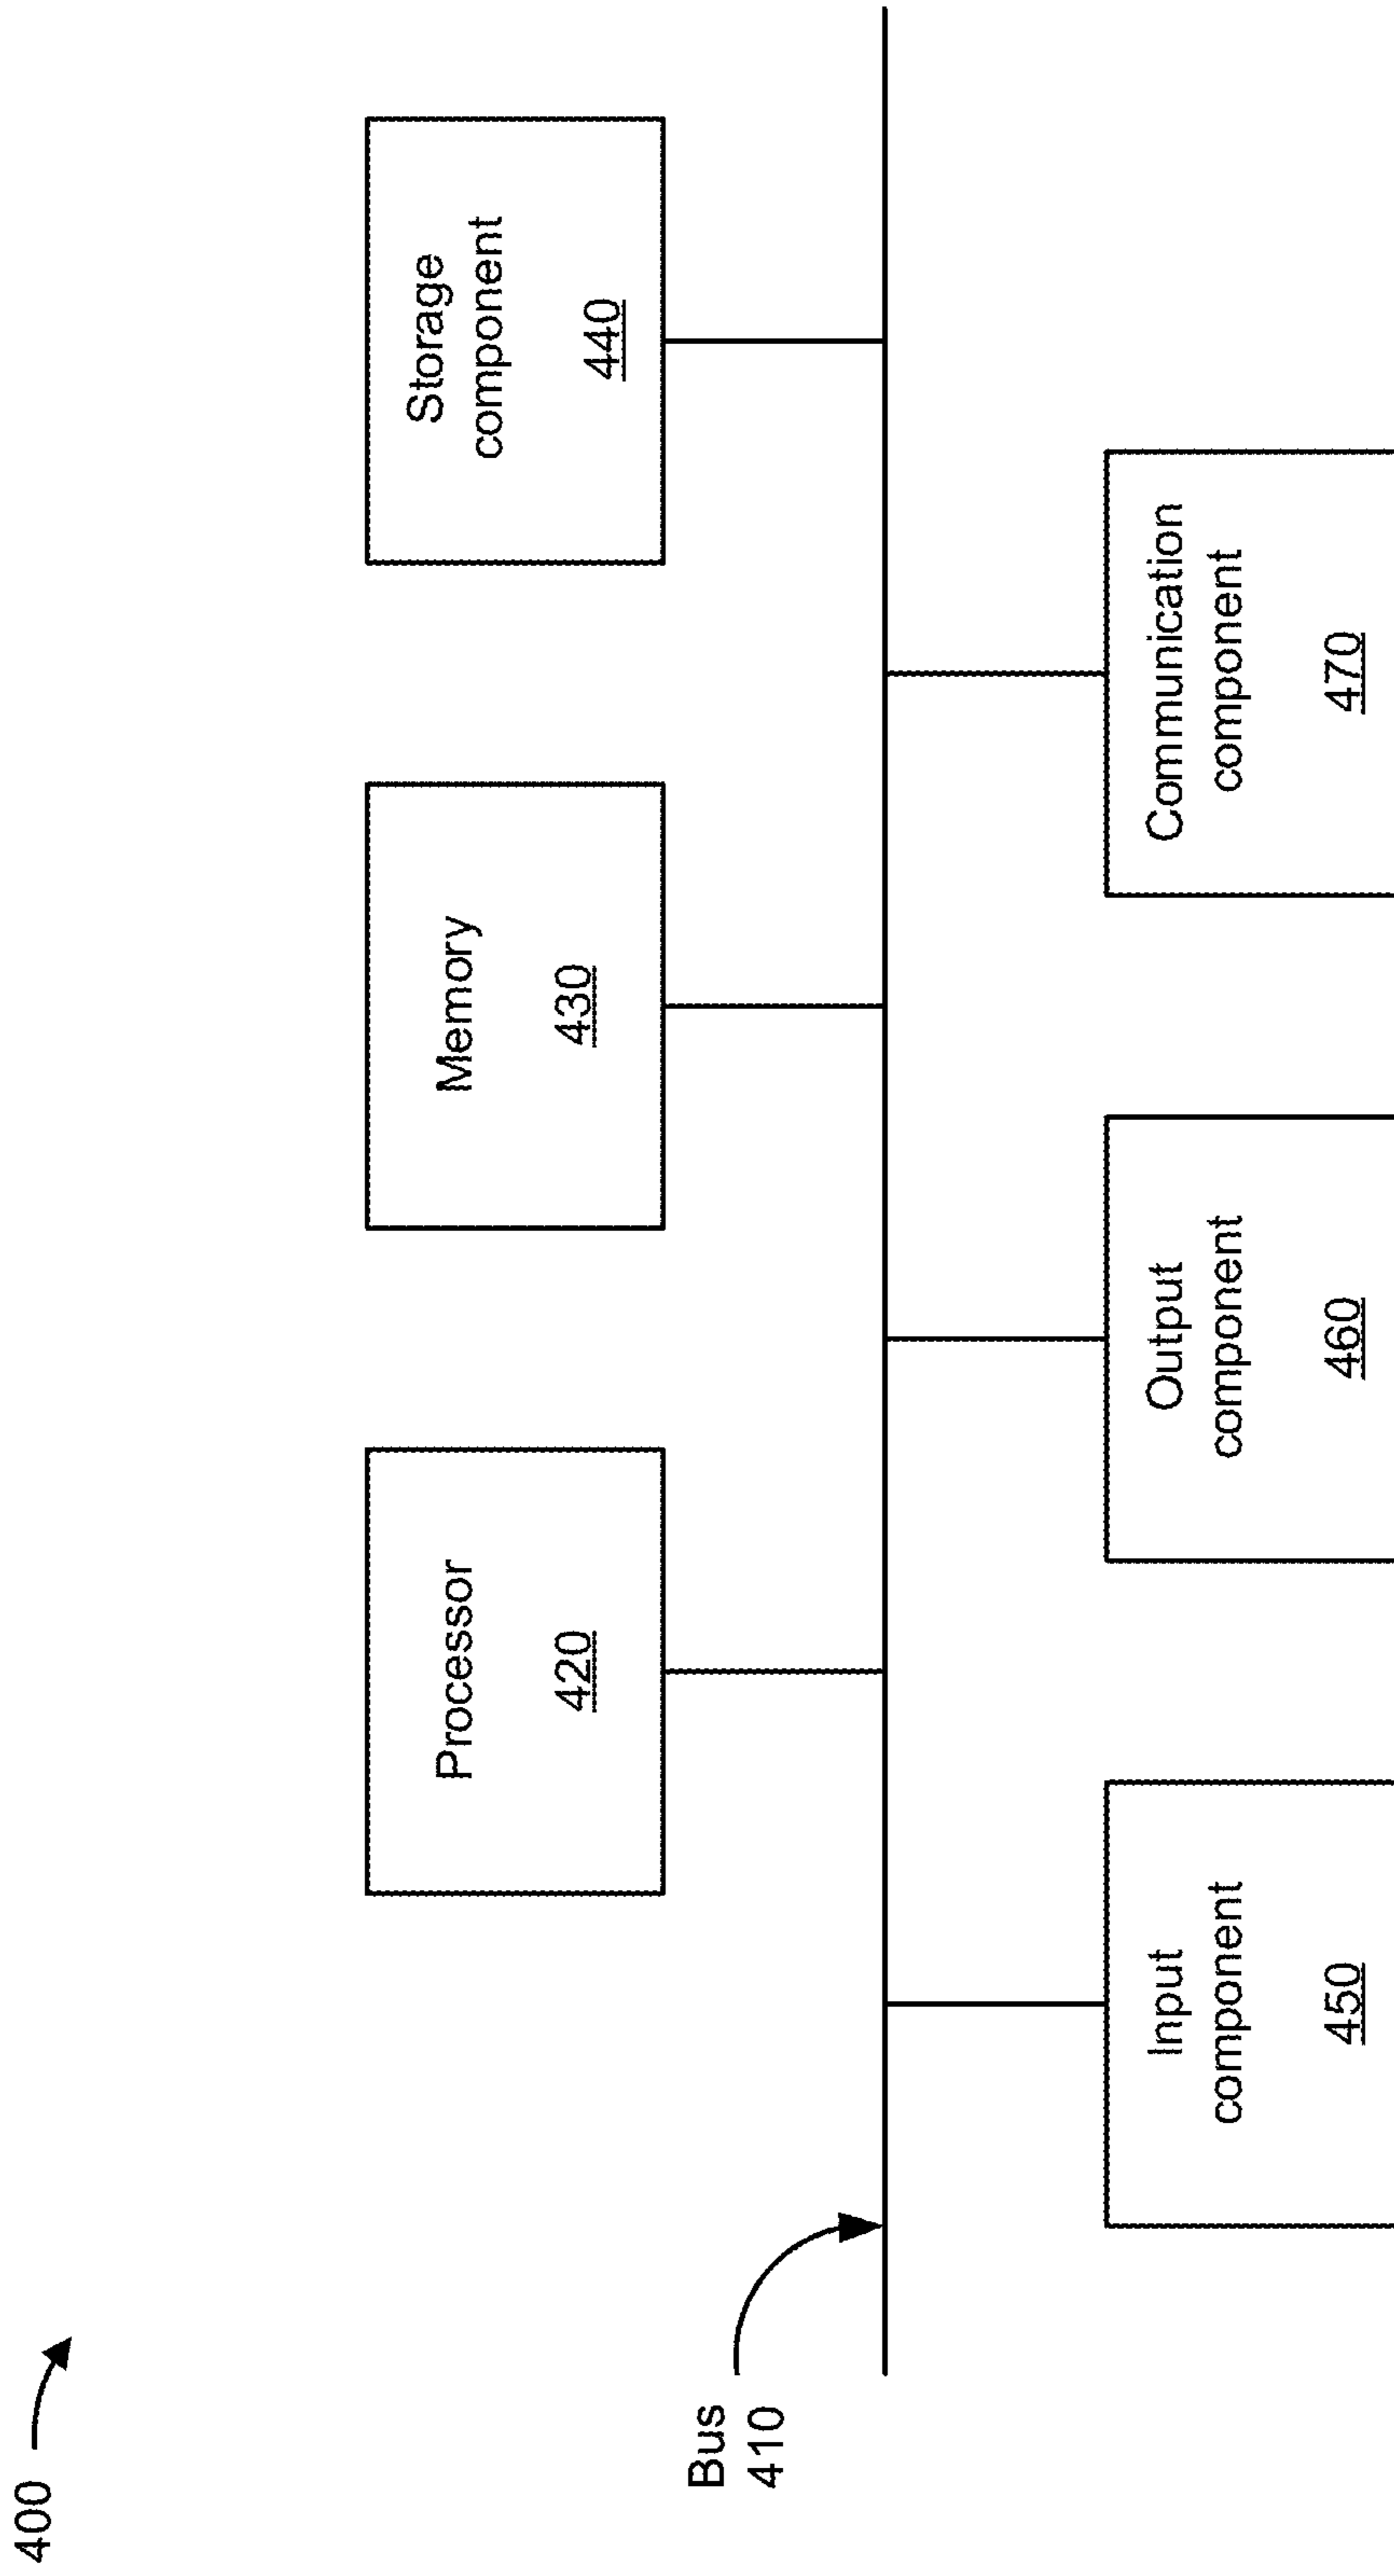 400
Processor
420
Memory
430
Storage
component
440
Bus
410
Input
component
450
Output
component
460
Communication
component
470